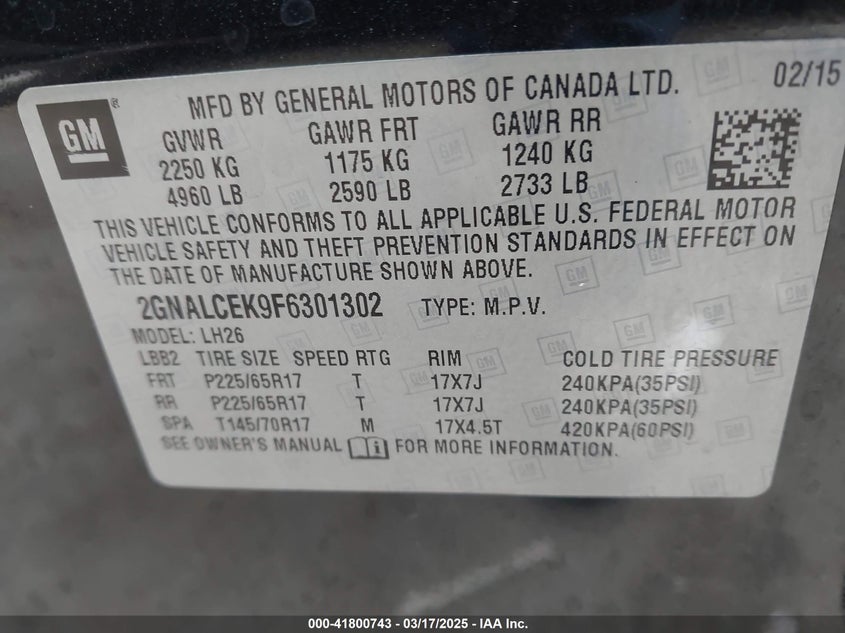 GM
®
MFD BY GENERAL MOTORS OF CANADA LTD. 02/15
GVWR GAWR FRT GAWR RR
2250 KG 1175 KG 1240 KG
4960 LB 2590 LB 2733 LB
THIS VEHICLE CONFORMS TO ALL APPLICABLE U.S. FEDERAL MOTOR
VEHICLE SAFETY AND THEFT PREVENTION STANDARDS IN EFFECT ON
THE DATE OF MANUFACTURE SHOWN ABOVE.
2GNALCEK9F6301302 TYPE: M.P.V.
MODEL: LH26
LBB2 TIRE SIZE SPEED RTG RIM COLD TIRE PRESSURE
FRT P225/65R17 T 17X7J 240KPA(35PSI)
RR P225/65R17 T 17X7J 240KPA(35PSI)
SPA T145/70R17 M 17X4.5T 420KPA(60PSI)
SEE OWNER'S MANUAL i FOR MORE INFORMATION.
000-41800743 - 03/17/2025 - IAA Inc.